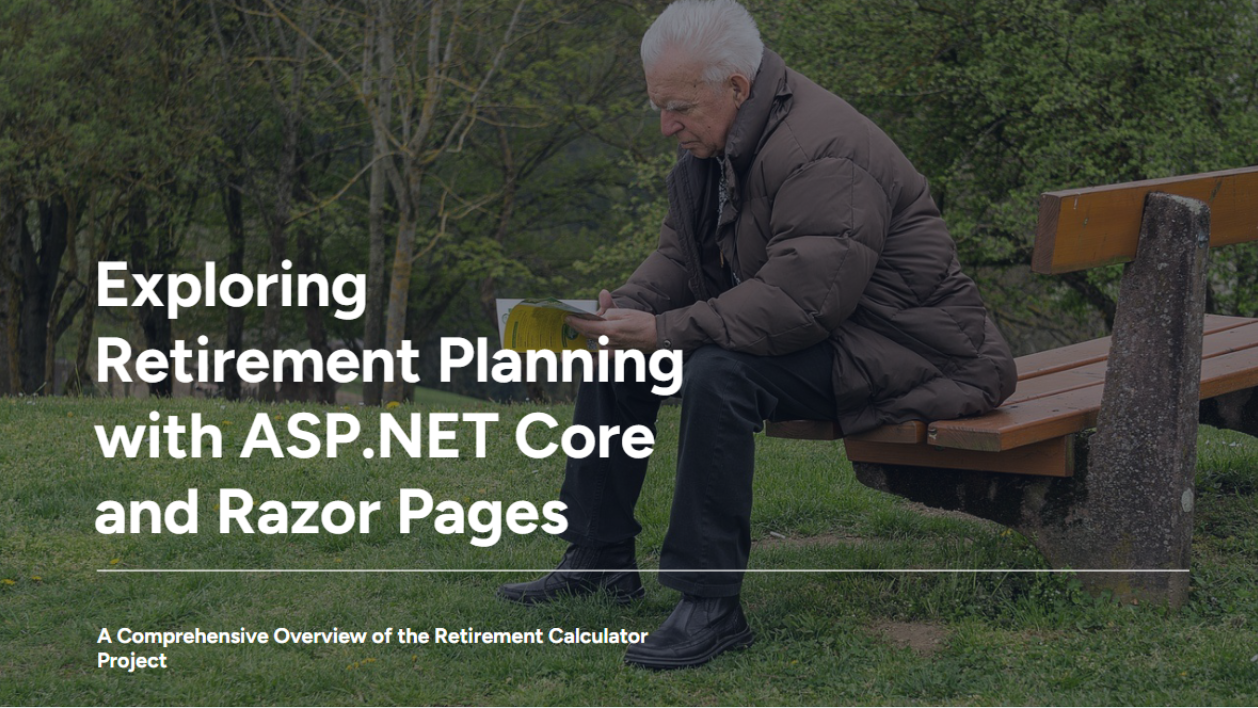 Exploring
Retirement Planning
with ASP.NET Core
and Razor Pages
A Comprehensive Overview of the Retirement Calculator
Project